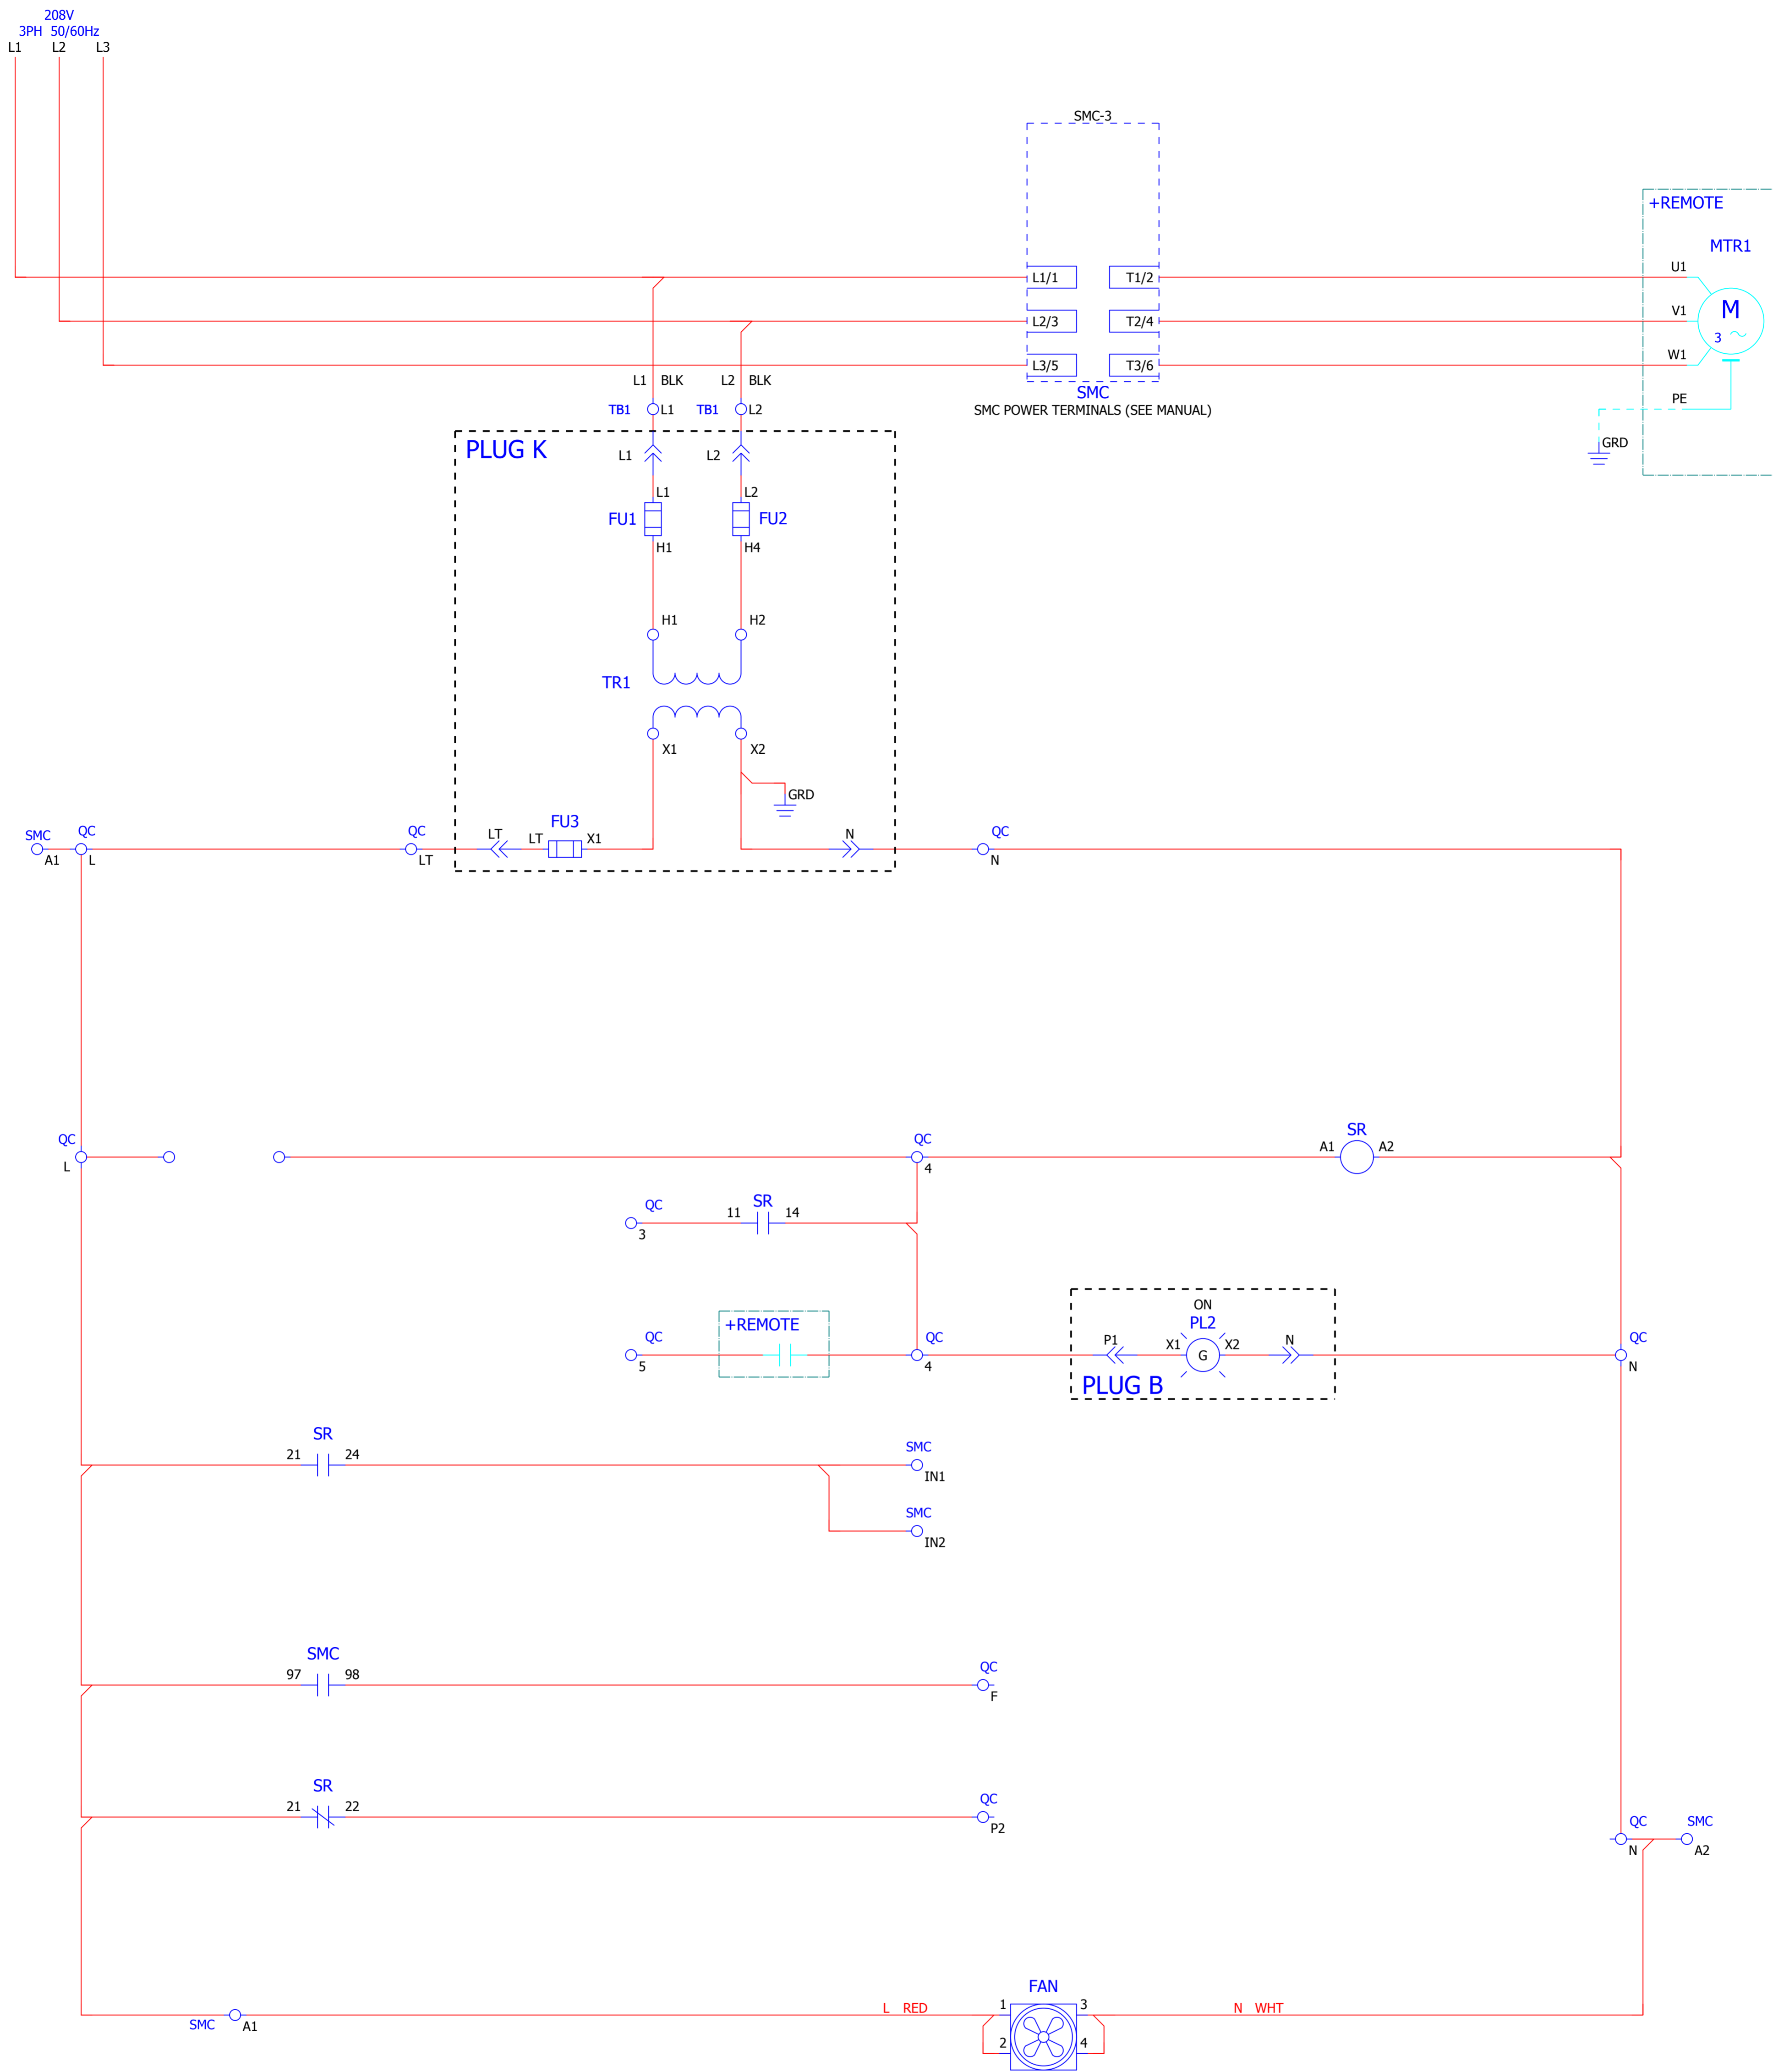 208V
3PH 50/60Hz
L1 L2 L3
SMC-3
+REMOTE
MTR1
U1
L1/1 T1/2
M
V1
L2/3 T2/4
3
W1
L3/5 T3/6
L1 BLK L2 BLK
SMC
PE
TB1 L1 TB1 L2
SMC POWER TERMINALS (SEE MANUAL)
GRD
PLUG K
L1 L2
L1 L2
FU1 FU2
H1 H4
H1 H2
TR1
X1 X2
GRD
FU3
SMC QC QC LT LT X1 N QC
A1 L LT N
SR
QC QC A1 A2
L 4
SR
QC 11 14
3
ON
+REMOTE PL2
QC QC P1 X1 X2 N QC
G
5 4 N
PLUG B
SR
21 24 SMC
IN1
SMC
IN2
SMC
97 98 QC
F
SR
21 22 QC
P2
QC SMC
N A2
FAN
L RED 1 3 N WHT
SMC A1
2 4